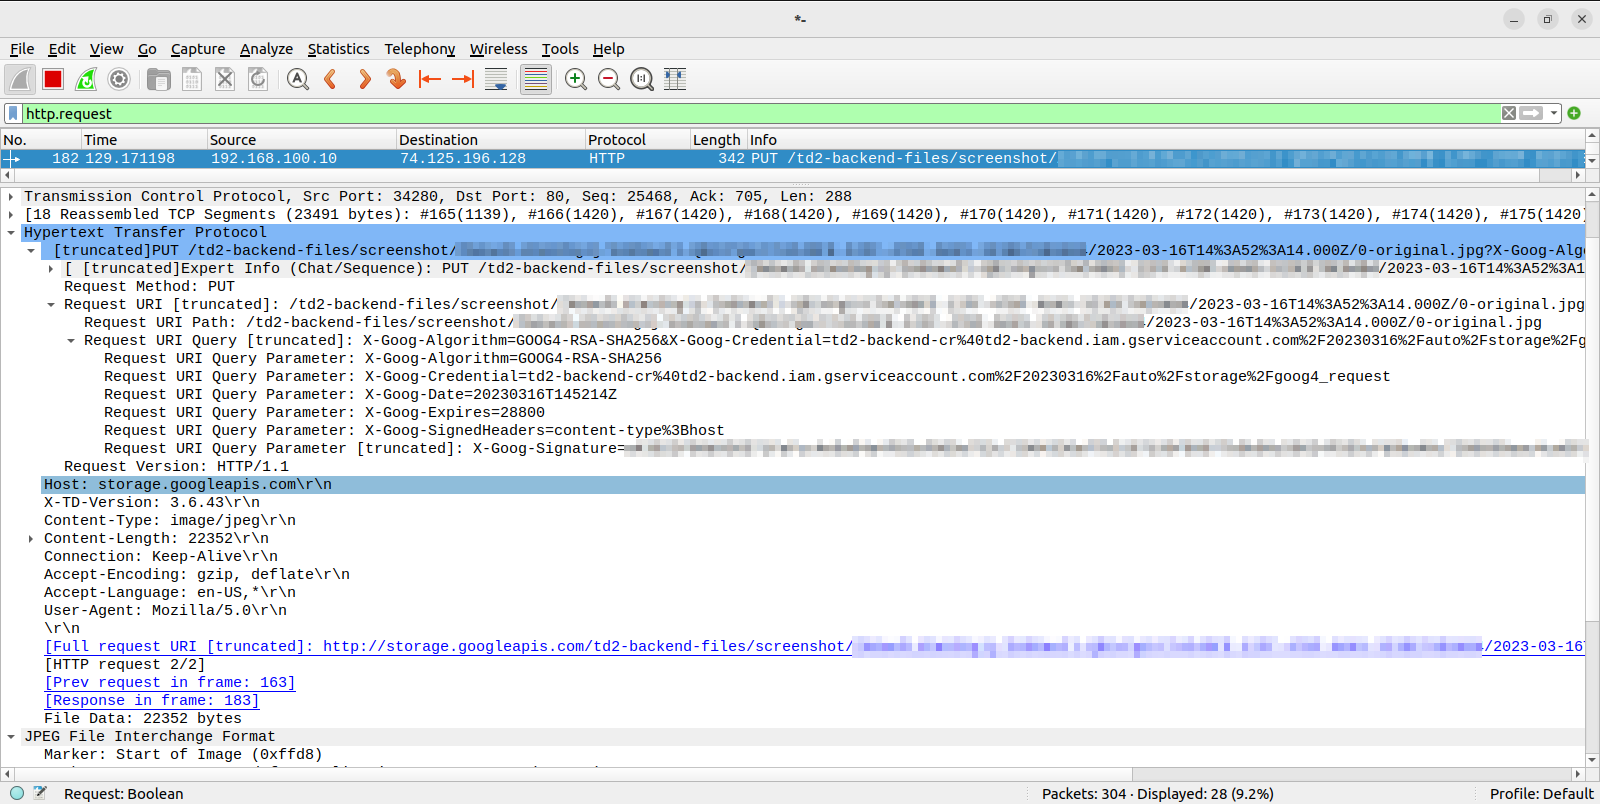 *-
File Edit View Go Capture Analyze Statistics Telephony Wireless Tools Help
http.request
No. Time Source Destination Protocol Length Info
182 129.171198 192.168.100.10 74.125.196.128 HTTP 342 PUT /td2-backend-files/screenshot/
Transmission Control Protocol, Src Port: 34280, Dst Port: 80, Seq: 25468, Ack: 705, Len: 288
[18 Reassembled TCP Segments (23491 bytes): #165(1139), #166(1420), #167(1420), #168(1420), #169(1420), #170(1420), #171(1420), #172(1420), #173(1420), #174(1420), #175(1420)
Hypertext Transfer Protocol
[truncated]PUT /td2-backend-files/screenshot/ /2023-03-16T14%3A52%3A14.000Z/0-original.jpg?X-Goog-Alg
[ [truncated]Expert Info (Chat/Sequence): PUT /td2-backend-files/screenshot/ /2023-03-16T14%3A52%3A1
Request Method: PUT
Request URI [truncated]: /td2-backend-files/screenshot/ /2023-03-16T14%3A52%3A14.000Z/0-original.jpg
Request URI Path: /td2-backend-files/screenshot/ /2023-03-16T14%3A52%3A14.000Z/0-original.jpg
Request URI Query [truncated]: X-Goog-Algorithm=GOOG4-RSA-SHA256&X-Goog-Credential=td2-backend-cr%40td2-backend.iam.gserviceaccount.com%2F20230316%2Fauto%2Fstorage%2Fg
Request URI Query Parameter: X-Goog-Algorithm=GOOG4-RSA-SHA256
Request URI Query Parameter: X-Goog-Credential=td2-backend-cr%40td2-backend.iam.gserviceaccount.com%2F20230316%2Fauto%2Fstorage%2Fgoog4_request
Request URI Query Parameter: X-Goog-Date=20230316T145214Z
Request URI Query Parameter: X-Goog-Expires=28800
Request URI Query Parameter: X-Goog-SignedHeaders=content-type%3Bhost
Request URI Query Parameter [truncated]: X-Goog-Signature=
Request Version: HTTP/1.1
Host: storage.googleapis.com\r\n
X-TD-Version: 3.6.43\r\n
Content-Type: image/jpeg\r\n
Content-Length: 22352\r\n
Connection: Keep-Alive\r\n
Accept-Encoding: gzip, deflate\r\n
Accept-Language: en-US,*\r\n
User-Agent: Mozilla/5.0\r\n
\r\n
[Full request URI [truncated]: http://storage.googleapis.com/td2-backend-files/screenshot/ /2023-03-16T
[HTTP request 2/2]
[Prev request in frame: 163]
[Response in frame: 183]
File Data: 22352 bytes
JPEG File Interchange Format
Marker: Start of Image (0xffd8)
Request: Boolean Packets: 304 · Displayed: 28 (9.2%) Profile: Default